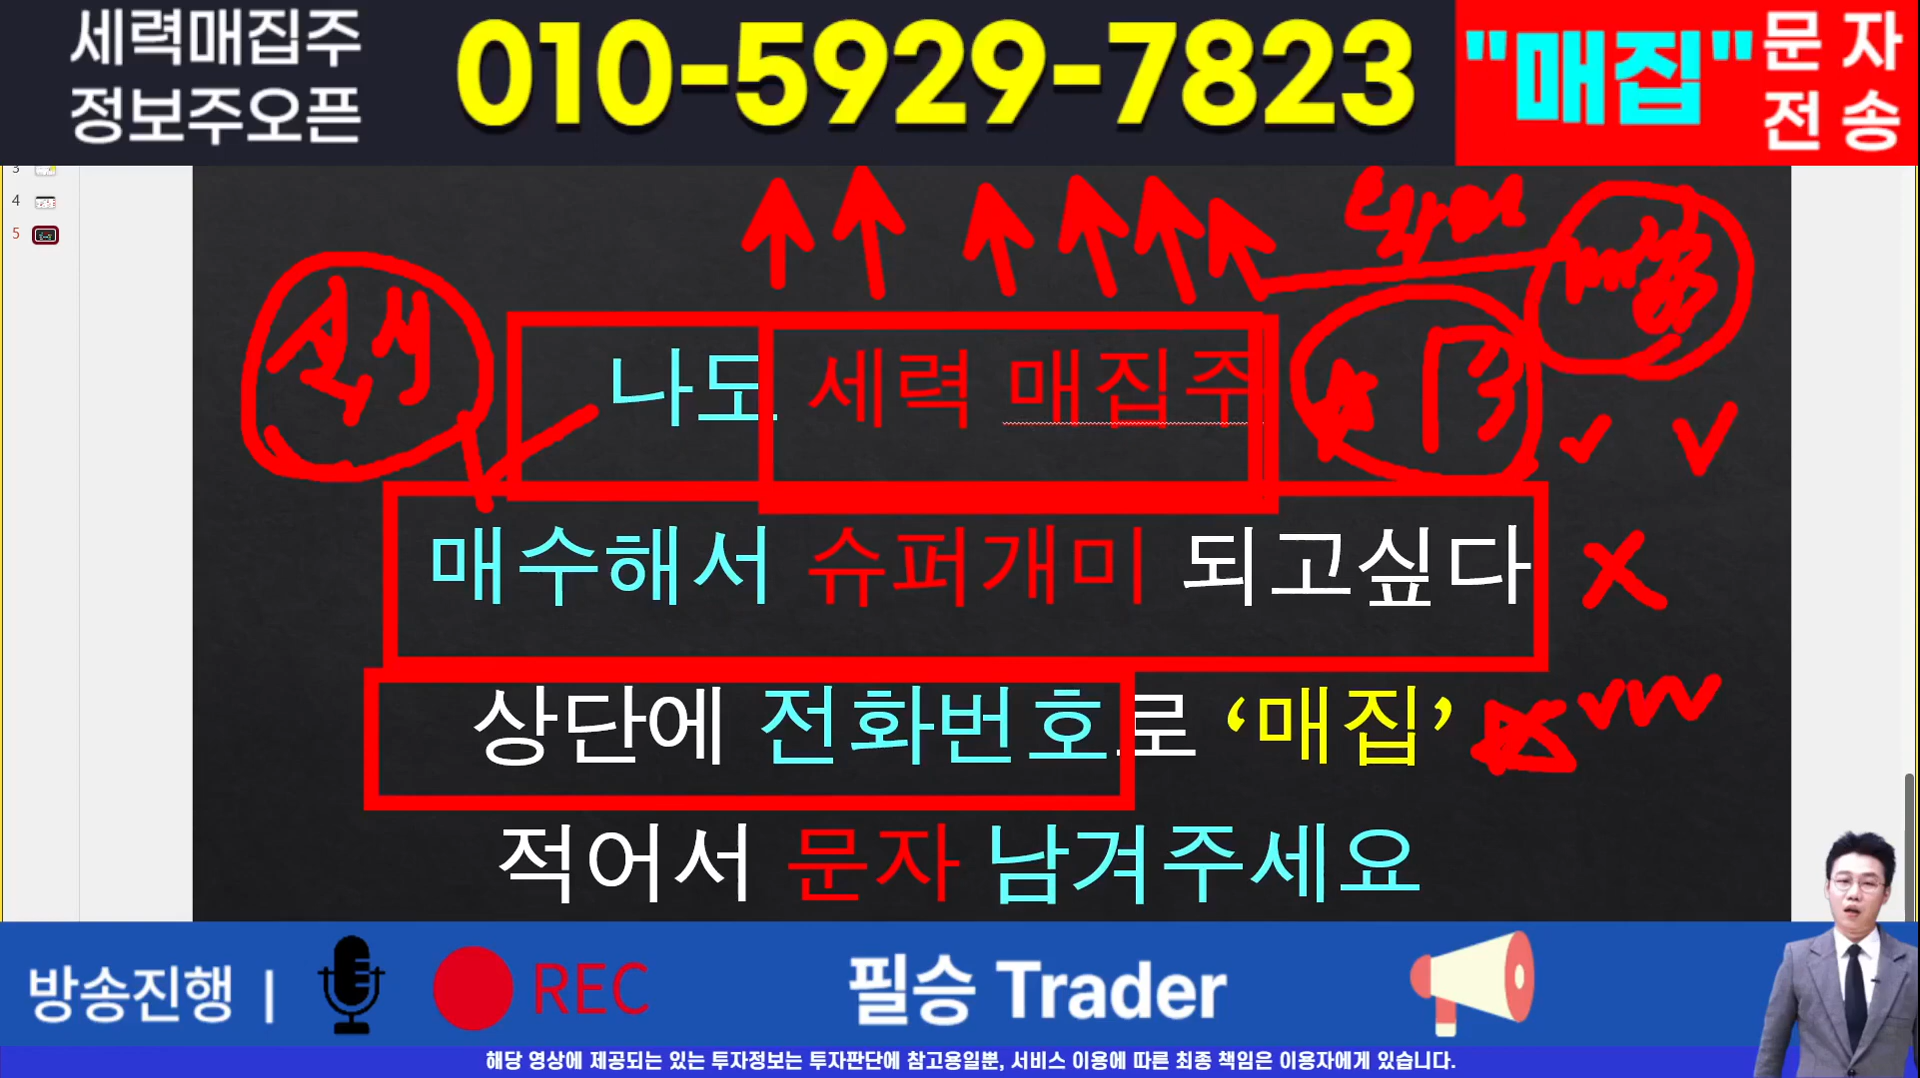 세력매집주
정보주오픈
010-5929-7823
"매집"
문자
전송
3
4
5
나도 세력 매집주
매수해서 슈퍼개미 되고싶다
상단에 전화번호로 ‘매집’
적어서 문자 남겨주세요
방송진행 |
REC
필승 Trader
해당 영상에 제공되는 있는 투자정보는 투자판단에 참고용일뿐, 서비스 이용에 따른 최종 책임은 이용자에게 있습니다.